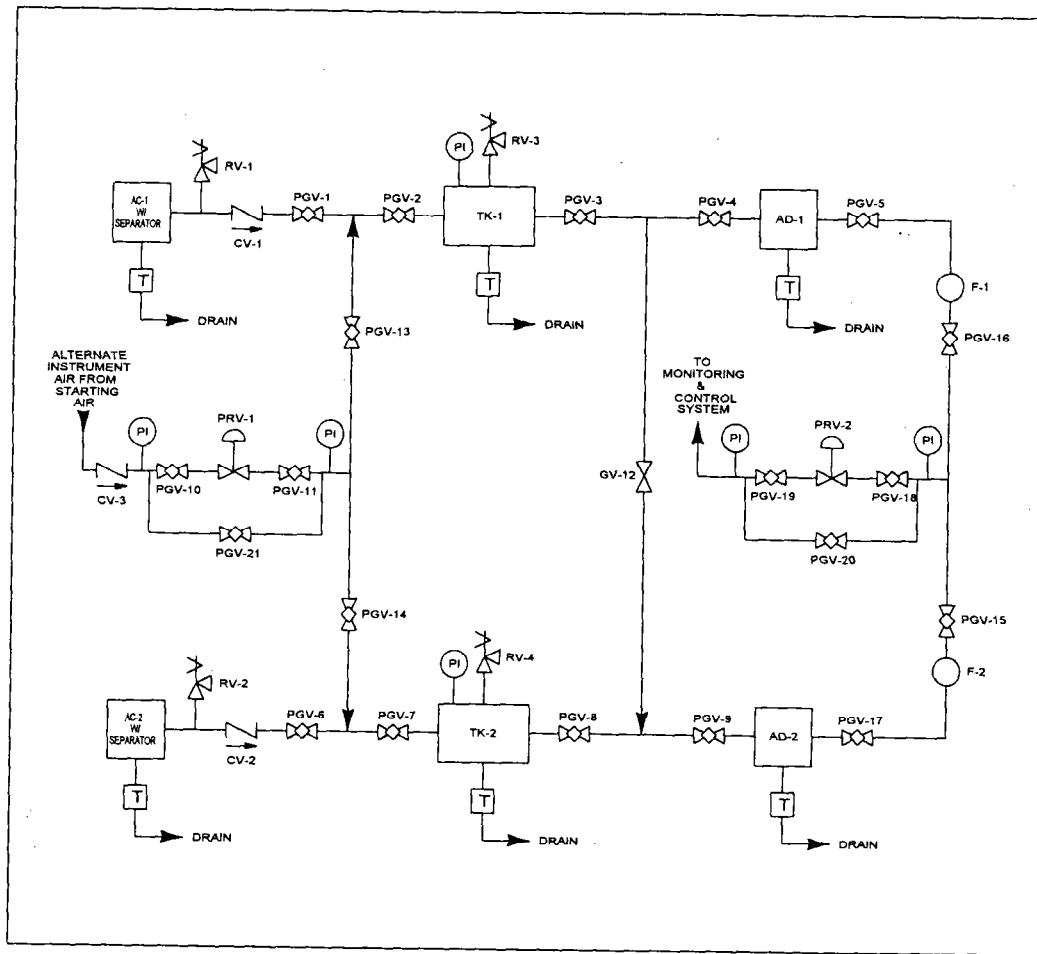 RV-1
PI
RV-3
AC-1
W/
SEPARATOR
PGV-1
PGV-2
TK-1
PGV-3
PGV-4
AD-1
PGV-5
CV-1
T
T
T
F-1
DRAIN
DRAIN
DRAIN
PGV-13
PGV-16
ALTERNATE
INSTRUMENT
AIR FROM
STARTING
AIR
TO
MONITORING
&
CONTROL
SYSTEM
PI
PRV-1
PI
PI
PRV-2
PI
CV-3
PGV-10
PGV-11
GV-12
PGV-19
PGV-18
PGV-21
PGV-20
PGV-14
PGV-15
RV-2
PI
RV-4
F-2
AC-2
W/
SEPARATOR
PGV-6
PGV-7
TK-2
PGV-8
PGV-9
AD-2
PGV-17
CV-2
T
T
T
DRAIN
DRAIN
DRAIN